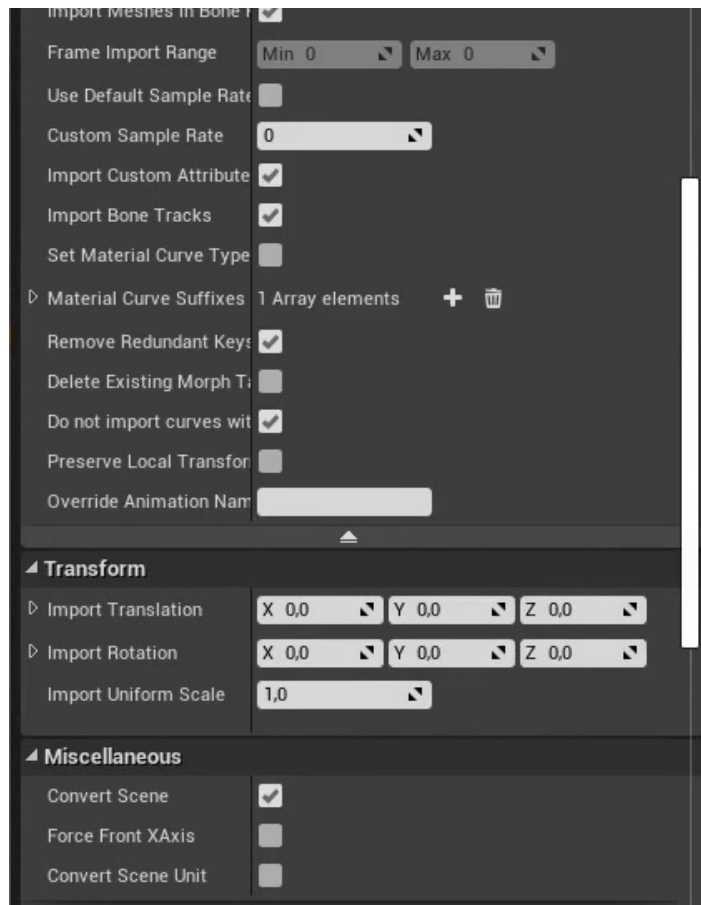 Import Meshes in Bone H
Frame Import Range Min 0 Max 0
Use Default Sample Rate
Custom Sample Rate 0
Import Custom Attribute
Import Bone Tracks
Set Material Curve Type
Material Curve Suffixes 1 Array elements
Remove Redundant Keys
Delete Existing Morph Ta
Do not import curves wit
Preserve Local Transfor
Override Animation Nam
Transform
Import Translation X 0,0 Y 0,0 Z 0,0
Import Rotation X 0,0 Y 0,0 Z 0,0
Import Uniform Scale 1,0
Miscellaneous
Convert Scene
Force Front XAxis
Convert Scene Unit